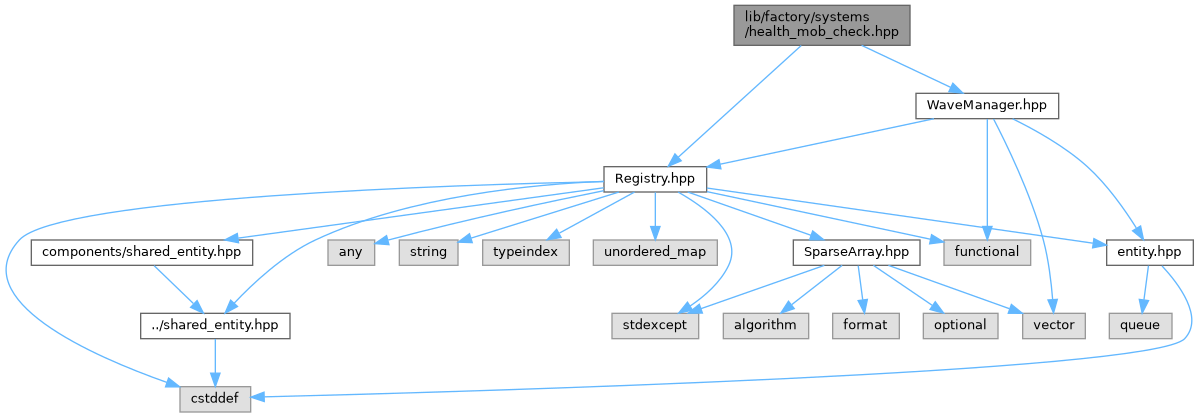 lib/factory/systems
/health_mob_check.hpp
WaveManager.hpp
Registry.hpp
components/shared_entity.hpp
any
string
typeindex
unordered_map
SparseArray.hpp
functional
entity.hpp
../shared_entity.hpp
stdexcept
algorithm
format
optional
vector
queue
cstddef